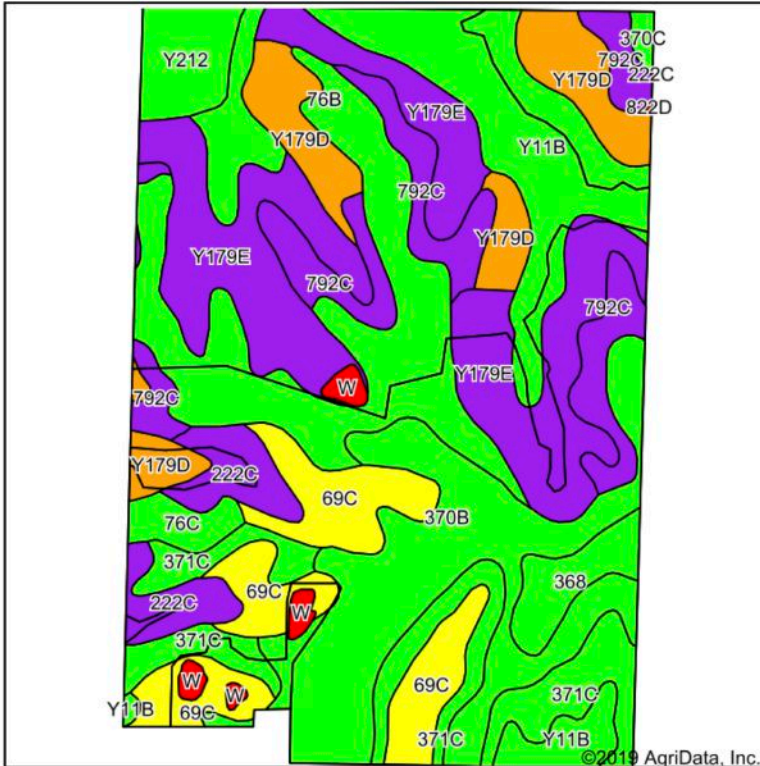 370C
Y212
792C
222C
Y179D
822D
76B
Y179E
Y179D
Y11B
792C
Y179D
Y179E
792C
792C
Y179E
W
792C
Y179D
222C
69C
370B
76C
371C
368
69C
222C
W
371C
W
69C
371C
W
Y11B
69C
371C
Y11B
©2019 AgriData, Inc.